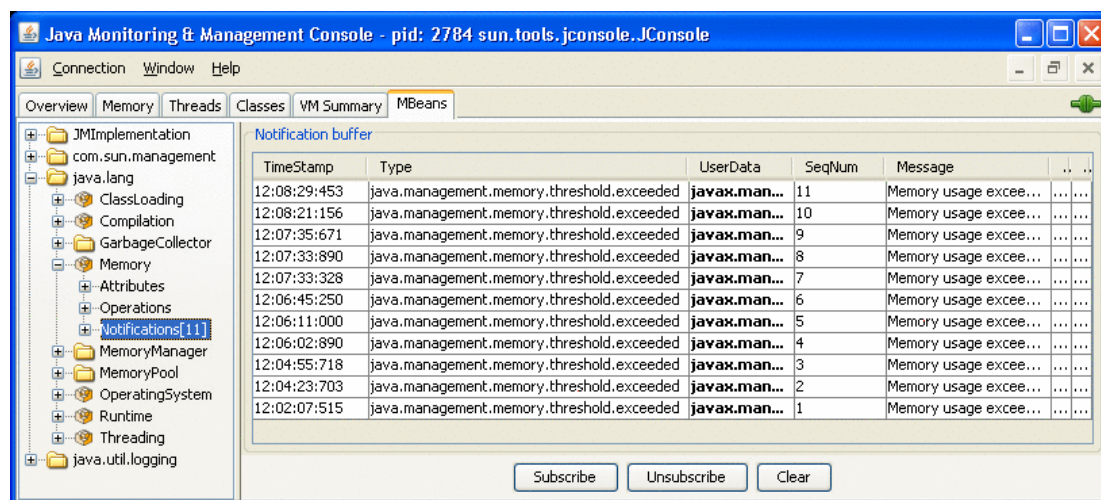 Java Monitoring & Management Console - pid: 2784 sun.tools.jconsole.JConsole
Connection Window Help
Overview Memory Threads Classes VM Summary MBeans
JMImplementation
com.sun.management
java.lang
ClassLoading
Compilation
GarbageCollector
Memory
Attributes
Operations
Notifications[11]
MemoryManager
MemoryPool
OperatingSystem
Runtime
Threading
java.util.logging
Notification buffer
TimeStamp Type UserData SeqNum Message .. ..
12:08:29:453 java.management.memory.threshold.exceeded javax.man... 11 Memory usage excee... ... ...
12:08:21:156 java.management.memory.threshold.exceeded javax.man... 10 Memory usage excee... ... ...
12:07:35:671 java.management.memory.threshold.exceeded javax.man... 9 Memory usage excee... ... ...
12:07:33:890 java.management.memory.threshold.exceeded javax.man... 8 Memory usage excee... ... ...
12:07:33:328 java.management.memory.threshold.exceeded javax.man... 7 Memory usage excee... ... ...
12:06:45:250 java.management.memory.threshold.exceeded javax.man... 6 Memory usage excee... ... ...
12:06:11:000 java.management.memory.threshold.exceeded javax.man... 5 Memory usage excee... ... ...
12:06:02:890 java.management.memory.threshold.exceeded javax.man... 4 Memory usage excee... ... ...
12:04:55:718 java.management.memory.threshold.exceeded javax.man... 3 Memory usage excee... ... ...
12:04:23:703 java.management.memory.threshold.exceeded javax.man... 2 Memory usage excee... ... ...
12:02:07:515 java.management.memory.threshold.exceeded javax.man... 1 Memory usage excee... ... ...
Subscribe Unsubscribe Clear